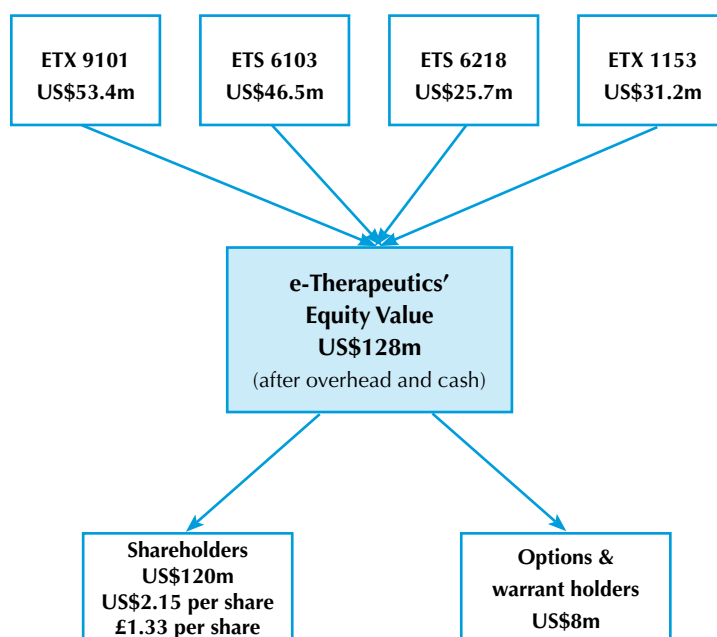 ETX 9101
US$53.4m
ETS 6103
US$46.5m
ETS 6218
US$25.7m
ETX 1153
US$31.2m
e-Therapeutics’
Equity Value
US$128m
(after overhead and cash)
Shareholders
US$120m
US$2.15 per share
£1.33 per share
Options &
warrant holders
US$8m